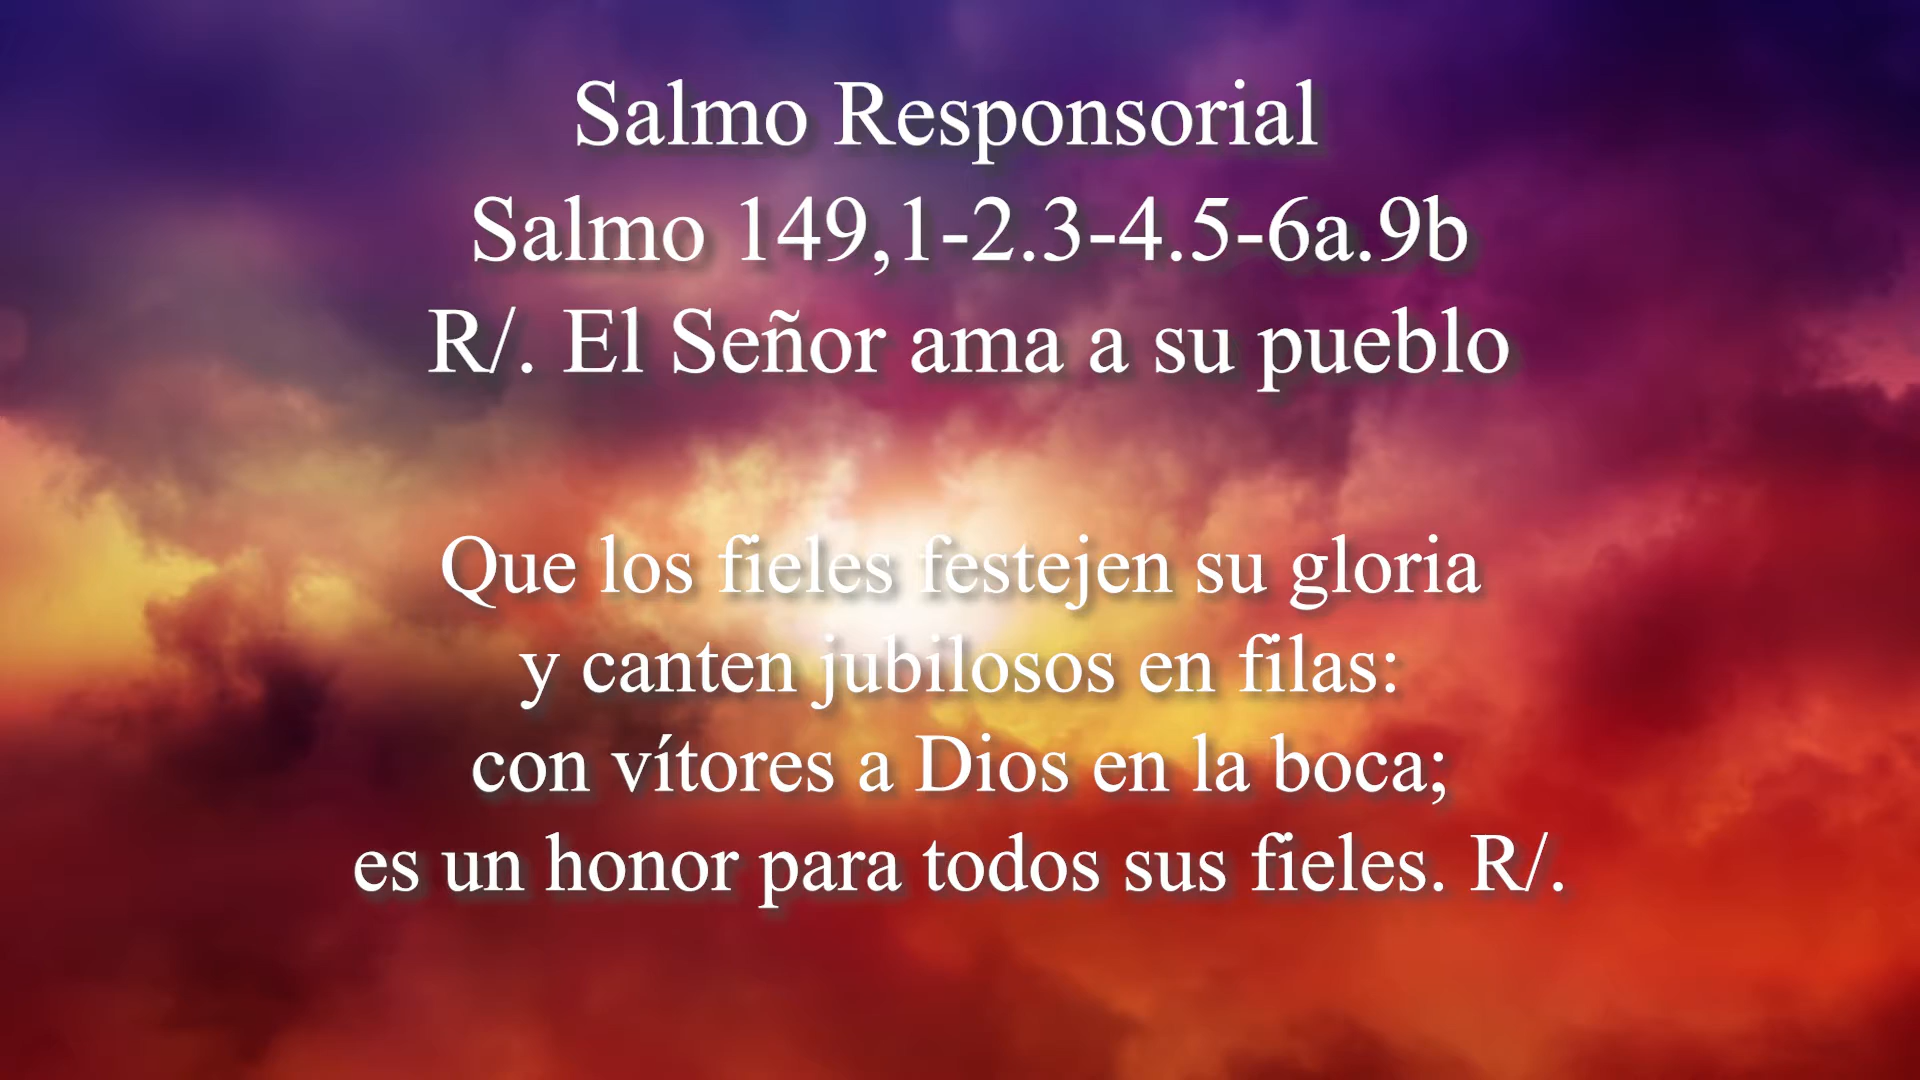 Salmo Responsorial
Salmo 149,1-2.3-4.5-6a.9b
R/. El Señor ama a su pueblo
Que los fieles festejen su gloria
y canten jubilosos en filas:
con vítores a Dios en la boca;
es un honor para todos sus fieles. R/.